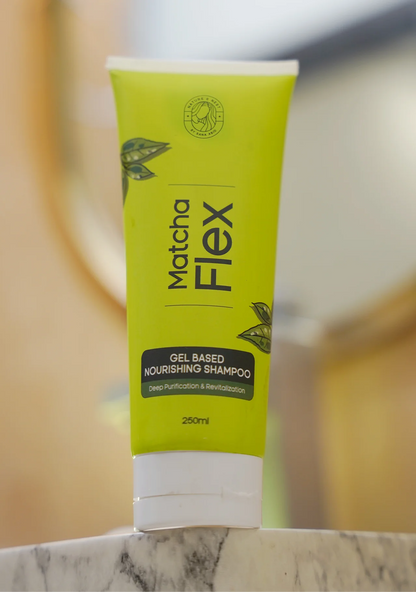 Matcha
Flex
GEL BASED
NOURISHING SHAMPOO
Deep Purification & Revitalization
250ml